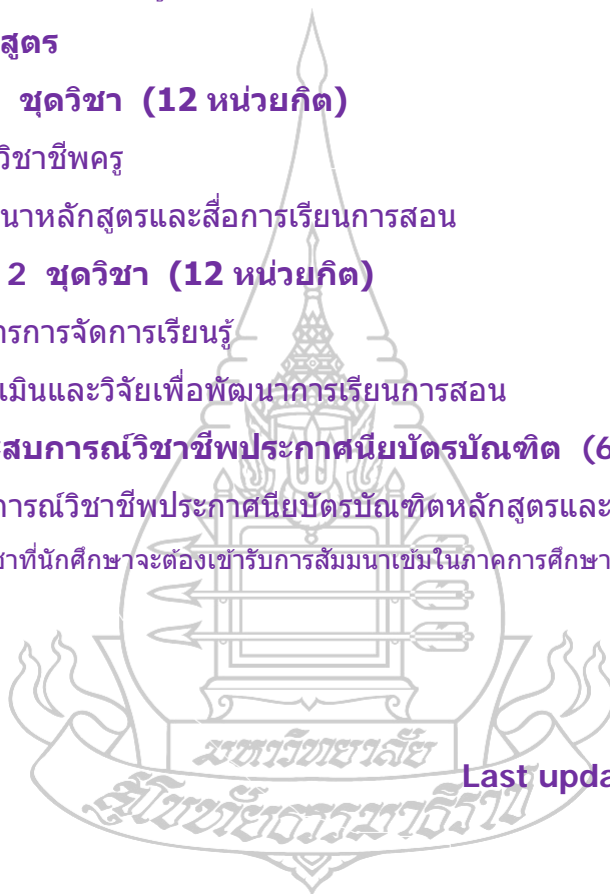 สูตร
ชุดวิชา (12 หน่วยกิต)
วิชาชีพครู
นาหลักสูตรและสื่อการเรียนการสอน
2 ชุดวิชา (12 หน่วยกิต)
ารการจัดการเรียนรู้
เมินและวิจัยเพื่อพัฒนาการเรียนการสอน
ะสบการณ์วิชาชีพประกาศนียบัตรบัณฑิต (6
การณ์วิชาชีพประกาศนียบัตรบัณฑิตหลักสูตรและ
ชาที่นักศึกษาจะต้องเข้ารับการสัมมนาเข้มในภาคการศึกษา
มหาวิทยาลัย
Last upda
สุโขทัยธรรมาธิราช